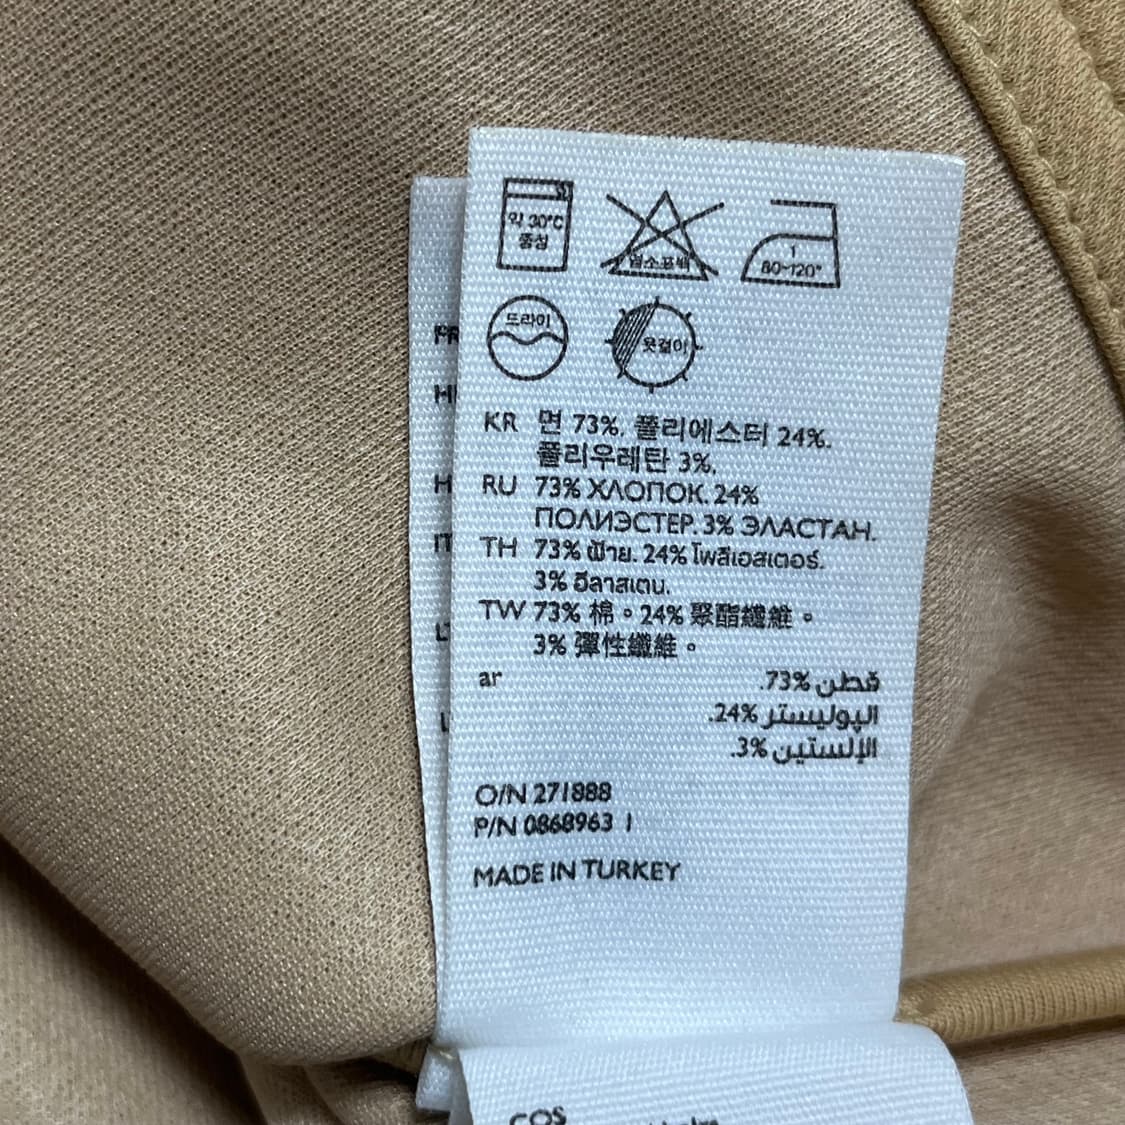 약 30°C
중성
염소표백
1
80~120°
드라이
옷걸이
KR 면 73%. 폴리에스터 24%.
폴리우레탄 3%.
RU 73% ХЛОПОК. 24%
ПОЛИЭСТЕР. 3% ЭЛАСТАН.
TH 73% ฝ้าย. 24% โพลีเอสเตอร์.
3% อีลาสเตน.
TW 73% 棉。24% 聚酯纖維。
3% 彈性纖維。
ar قطن 73%.
البوليستر 24%.
الإلستين 3%.
O/N 271888
P/N 0868963 1
MADE IN TURKEY
COS